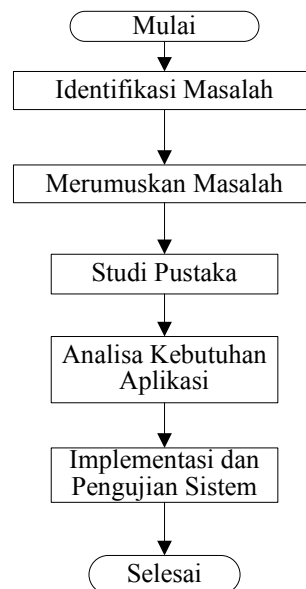 Mulai
Identifikasi Masalah
Merumuskan Masalah
Studi Pustaka
Analisa Kebutuhan
Aplikasi
Implementasi dan
Pengujian Sistem
Selesai